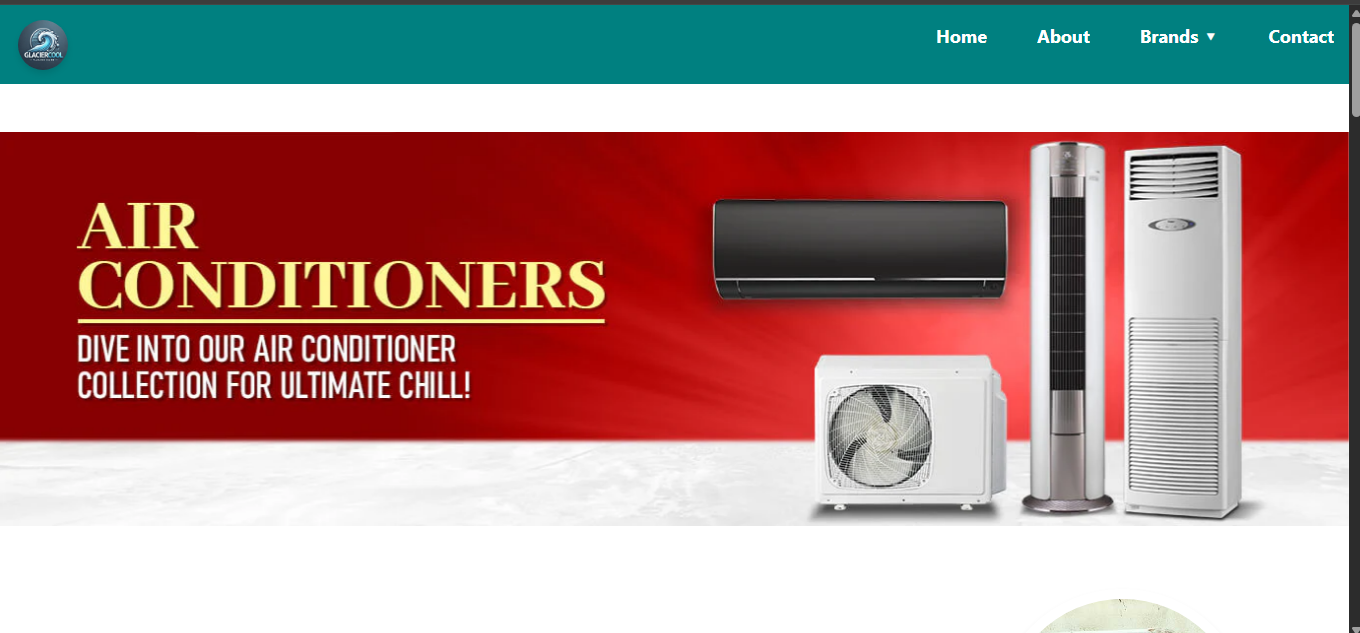 GLACIERCOOL
Home
About
Brands ▼
Contact
AIR
CONDITIONERS
DIVE INTO OUR AIR CONDITIONER
COLLECTION FOR ULTIMATE CHILL!